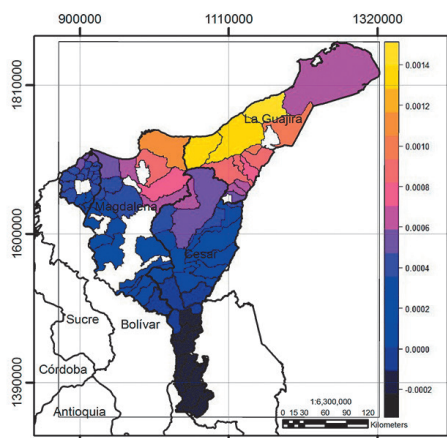 9000000 1110000 1320000
1810000
1600000
1390000
La Guajira
Magdalena
Cesar
Sucre
Bolívar
Córdoba
Antioquia
0.0014
0.0012
0.0010
0.0008
0.0006
0.0004
0.0002
0.0000
-0.0002
1:6,300,000
0 15 30 60 90 120
Kilometers